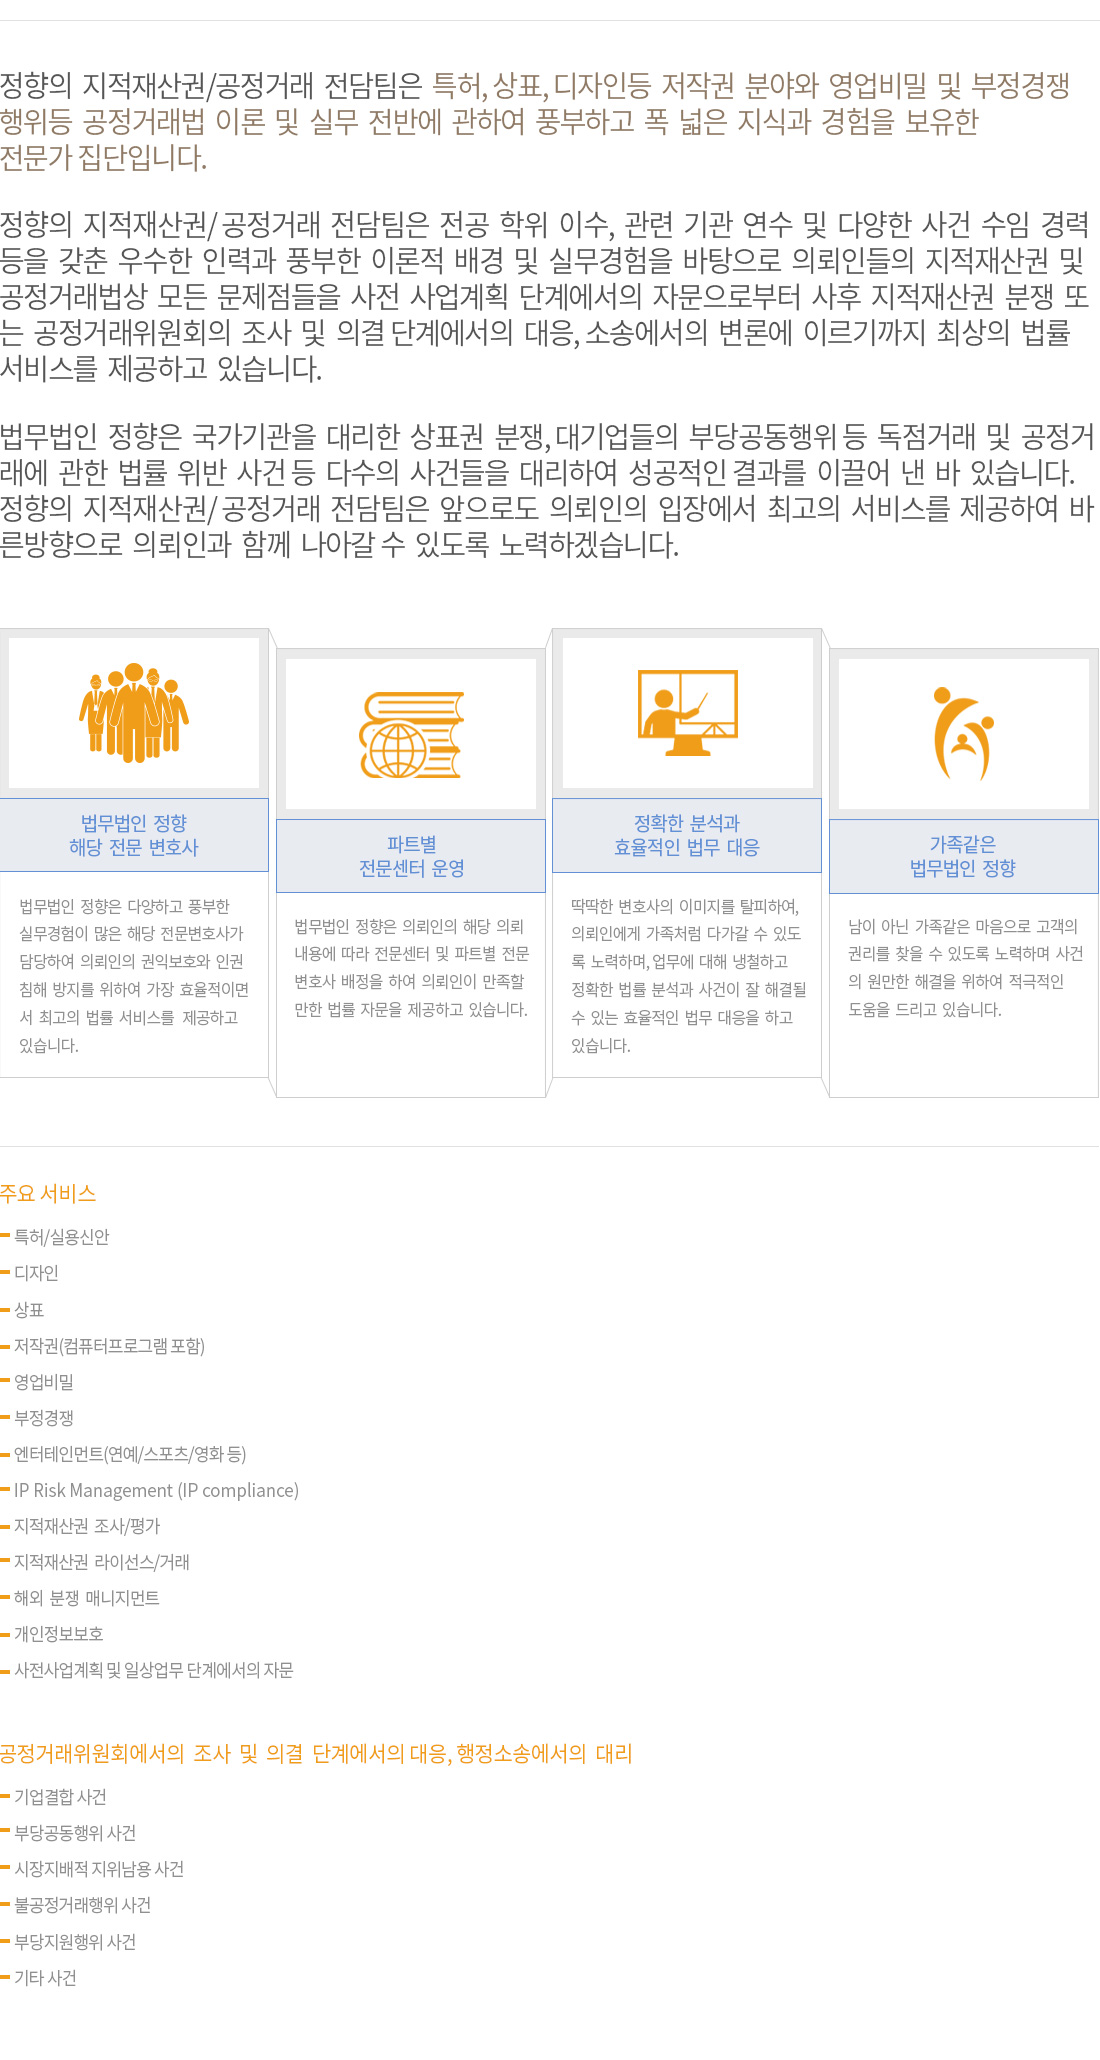 정향의 지적재산권/공정거래 전담팀은 특허, 상표, 디자인등 저작권 분야와 영업비밀 및 부정경쟁
행위등 공정거래법 이론 및 실무 전반에 관하여 풍부하고 폭 넓은 지식과 경험을 보유한
전문가 집단입니다.
정향의 지적재산권/ 공정거래 전담팀은 전공 학위 이수, 관련 기관 연수 및 다양한 사건 수임 경력
등을 갖춘 우수한 인력과 풍부한 이론적 배경 및 실무경험을 바탕으로 의뢰인들의 지적재산권 및
공정거래법상 모든 문제점들을 사전 사업계획 단계에서의 자문으로부터 사후 지적재산권 분쟁 또
는 공정거래위원회의 조사 및 의결 단계에서의 대응, 소송에서의 변론에 이르기까지 최상의 법률
서비스를 제공하고 있습니다.
법무법인 정향은 국가기관을 대리한 상표권 분쟁, 대기업들의 부당공동행위 등 독점거래 및 공정거
래에 관한 법률 위반 사건 등 다수의 사건들을 대리하여 성공적인 결과를 이끌어 낸 바 있습니다.
정향의 지적재산권/ 공정거래 전담팀은 앞으로도 의뢰인의 입장에서 최고의 서비스를 제공하여 바
른방향으로 의뢰인과 함께 나아갈 수 있도록 노력하겠습니다.
법무법인 정향
해당 전문 변호사
법무법인 정향은 다양하고 풍부한
실무경험이 많은 해당 전문변호사가
담당하여 의뢰인의 권익보호와 인권
침해 방지를 위하여 가장 효율적이면
서 최고의 법률 서비스를 제공하고
있습니다.
파트별
전문센터 운영
법무법인 정향은 의뢰인의 해당 의뢰
내용에 따라 전문센터 및 파트별 전문
변호사 배정을 하여 의뢰인이 만족할
만한 법률 자문을 제공하고 있습니다.
정확한 분석과
효율적인 법무 대응
딱딱한 변호사의 이미지를 탈피하여,
의뢰인에게 가족처럼 다가갈 수 있도
록 노력하며, 업무에 대해 냉철하고
정확한 법률 분석과 사건이 잘 해결될
수 있는 효율적인 법무 대응을 하고
있습니다.
가족같은
법무법인 정향
남이 아닌 가족같은 마음으로 고객의
권리를 찾을 수 있도록 노력하며 사건
의 원만한 해결을 위하여 적극적인
도움을 드리고 있습니다.
주요 서비스
특허/실용신안
디자인
상표
저작권(컴퓨터프로그램 포함)
영업비밀
부정경쟁
엔터테인먼트(연예/스포츠/영화 등)
IP Risk Management (IP compliance)
지적재산권 조사/평가
지적재산권 라이선스/거래
해외 분쟁 매니지먼트
개인정보보호
사전사업계획 및 일상업무 단계에서의 자문
공정거래위원회에서의 조사 및 의결 단계에서의 대응, 행정소송에서의 대리
기업결합 사건
부당공동행위 사건
시장지배적 지위남용 사건
불공정거래행위 사건
부당지원행위 사건
기타 사건